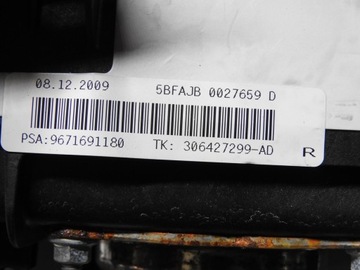 08.12.2009 5BFAJB 0027659 D
PSA:9671691180 TK: 306427299-AD R